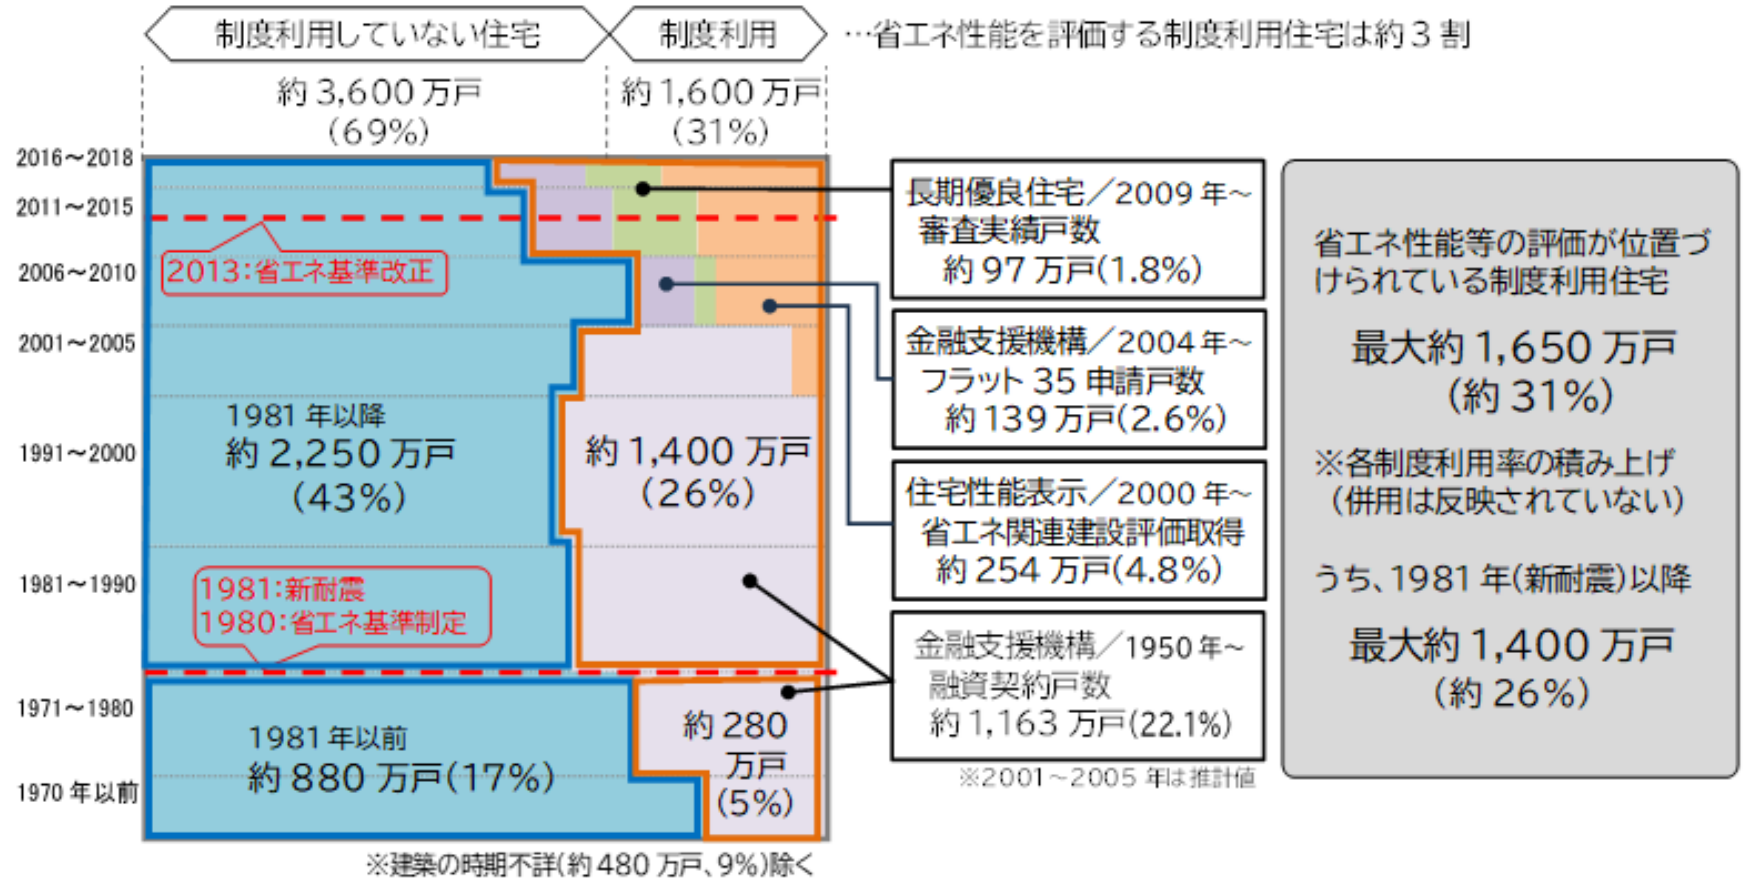 制度利用していない住宅
制度利用
…省エネ性能を評価する制度利用住宅は約3割
約3,600万戸
(69%)
約1,600万戸
(31%)
2016～2018
2011～2015
2006～2010
2001～2005
1991～2000
1981～1990
1971～1980
1970年以前
2013：省エネ基準改正
1981年以降
約2,250万戸
(43%)
約1,400万戸
(26%)
1981：新耐震
1980：省エネ基準制定
1981年以前
約880万戸(17%)
約280
万戸
(5%)
※建築の時期不詳(約480万戸、9%)除く
長期優良住宅／2009年～
審査実績戸数
約97万戸(1.8%)
金融支援機構／2004年～
フラット35申請戸数
約139万戸(2.6%)
住宅性能表示／2000年～
省エネ関連建設評価取得
約254万戸(4.8%)
金融支援機構／1950年～
融資契約戸数
約1,163万戸(22.1%)
※2001～2005年は推計値
省エネ性能等の評価が位置づ
けられている制度利用住宅
最大約1,650万戸
(約31%)
※各制度利用率の積み上げ
（併用は反映されていない）
うち、1981年(新耐震)以降
最大約1,400万戸
(約26%)